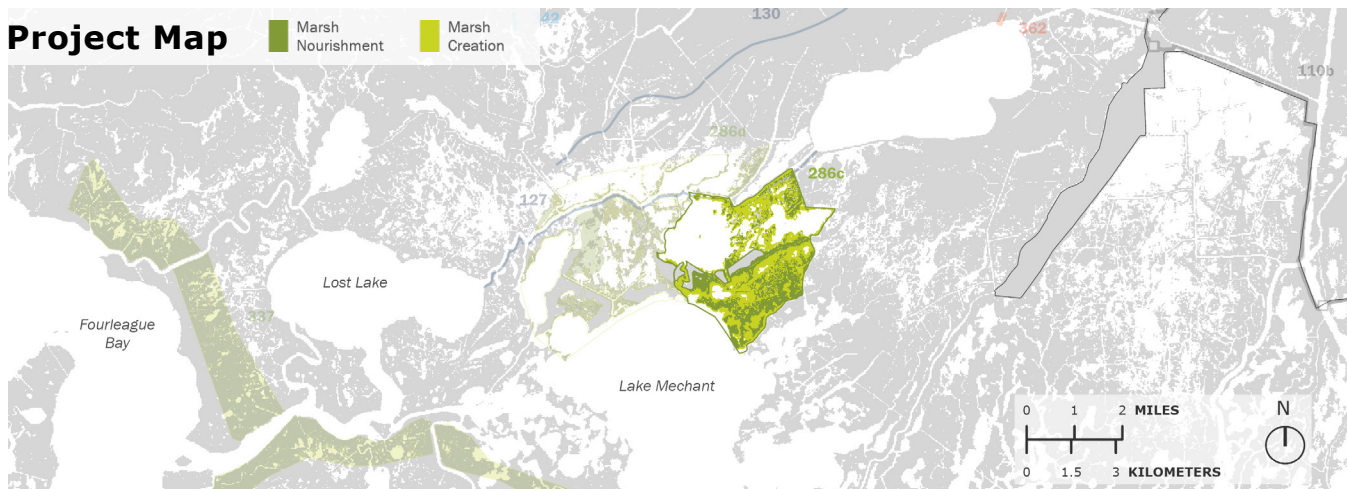 Project Map
Marsh
Nourishment
Marsh
Creation
42
130
362
110b
286d
286c
127
Lost Lake
337
Fourleague
Bay
Lake Mechant
0 1 2 MILES
N
0 1.5 3 KILOMETERS